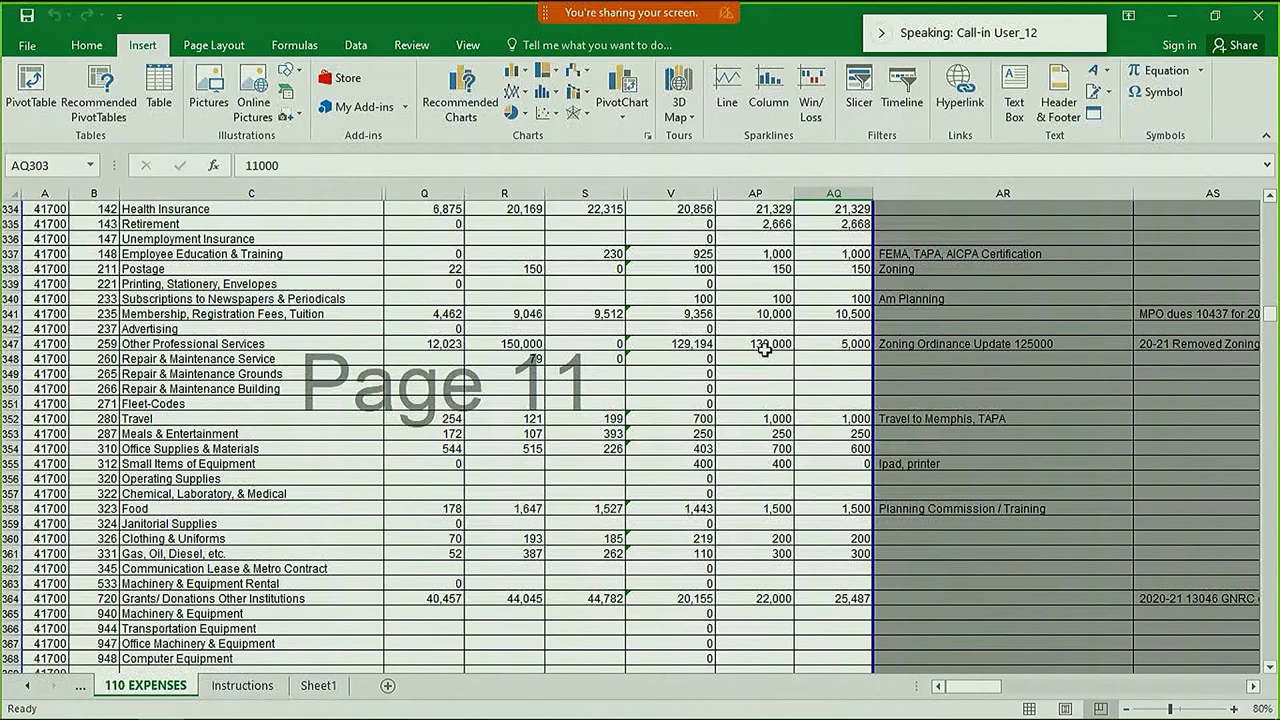 You're sharing your screen.
Speaking: Call-in User_12
File Home Insert Page Layout Formulas Data Review View Tell me what you want to do... Sign in Share
PivotTable Recommended PivotTables Table Pictures Online Pictures Store My Add-ins Recommended Charts PivotChart 3D Map Line Column Win/Loss Slicer Timeline Hyperlink Text Box Header & Footer Equation Symbol
Tables Illustrations Add-ins Charts Tours Sparklines Filters Links Text Symbols
AQ303 fx 11000
A B C Q R S V AP AQ AR AS
334 41700 142 Health Insurance 6,875 20,169 22,315 20,856 21,329 21,329
335 41700 143 Retirement 0 0 2,666 2,668
336 41700 147 Unemployment Insurance 0
337 41700 148 Employee Education & Training 0 230 925 1,000 1,000 FEMA, TAPA, AICPA Certification
338 41700 211 Postage 22 150 0 100 150 150 Zoning
339 41700 221 Printing, Stationery, Envelopes 0 0
340 41700 233 Subscriptions to Newspapers & Periodicals 100 100 100 Am Planning
341 41700 235 Membership, Registration Fees, Tuition 4,462 9,046 9,512 9,356 10,000 10,500 MPO dues 10437 for 20
342 41700 237 Advertising 0 0
347 41700 259 Other Professional Services 12,023 150,000 0 129,194 5,000 Zoning Ordinance Update 125000 20-21 Removed Zoning
348 41700 260 Repair & Maintenance Service 79 0 0
349 41700 265 Repair & Maintenance Grounds 0
350 41700 266 Repair & Maintenance Building 0
351 41700 271 Fleet-Codes 0
Page 11
352 41700 280 Travel 254 121 199 700 1,000 1,000 Travel to Memphis, TAPA
353 41700 287 Meals & Entertainment 172 107 393 250 250 250
354 41700 310 Office Supplies & Materials 544 515 226 403 700 600
355 41700 312 Small Items of Equipment 0 400 400 0 Ipad, printer
356 41700 320 Operating Supplies 0
357 41700 322 Chemical, Laboratory, & Medical 0
358 41700 323 Food 178 1,647 1,527 1,443 1,500 1,500 Planning Commission / Training
359 41700 324 Janitorial Supplies 0 0
360 41700 326 Clothing & Uniforms 70 193 185 219 200 200
361 41700 331 Gas, Oil, Diesel, etc. 52 387 262 110 300 300
362 41700 345 Communication Lease & Metro Contract 0
363 41700 533 Machinery & Equipment Rental 0 0
364 41700 720 Grants/ Donations Other Institutions 40,457 44,045 44,782 20,155 22,000 25,487 2020-21 13046 GNRC
365 41700 940 Machinery & Equipment 0
366 41700 944 Transportation Equipment 0
367 41700 947 Office Machinery & Equipment 0
368 41700 948 Computer Equipment 0
... 110 EXPENSES Instructions Sheet1
Ready 80%